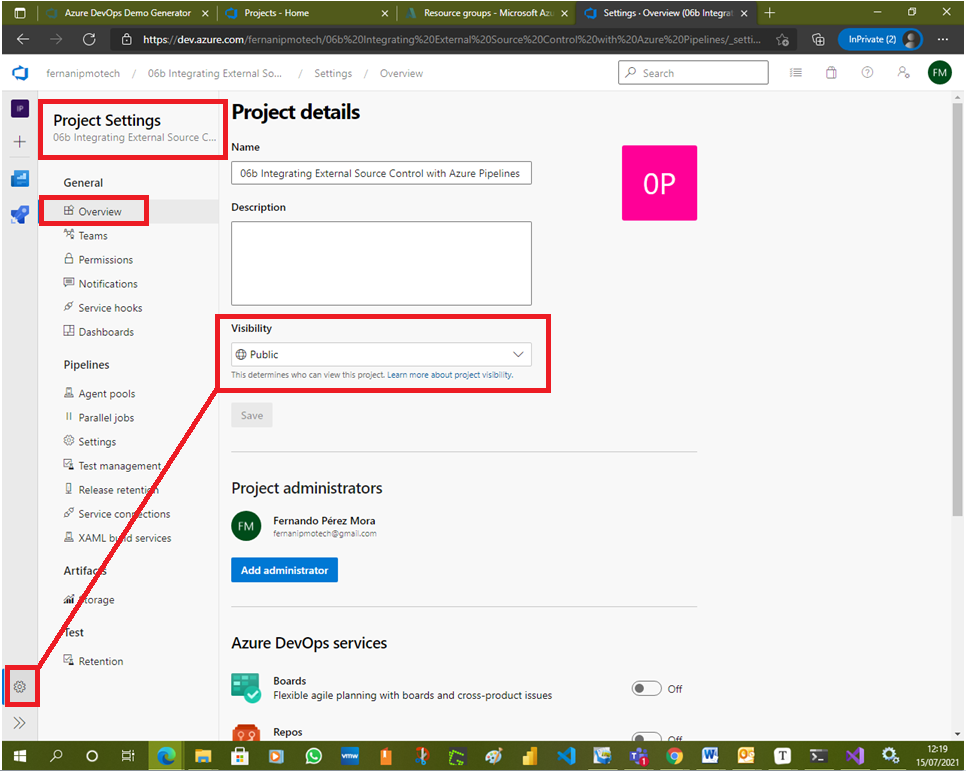 Azure DevOps Demo Generator
Projects - Home
Resource groups - Microsoft Azu
Settings · Overview (06b Integrat
https://dev.azure.com/fernanipmotech/06b%20Integrating%20External%20Source%20Control%20with%20Azure%20Pipelines/_setti...
InPrivate (2)
fernanipmotech / 06b Integrating External So... / Settings / Overview
Search
FM
IP
Project Settings
06b Integrating External Source C...
General
Overview
Teams
Permissions
Notifications
Service hooks
Dashboards
Pipelines
Agent pools
Parallel jobs
Settings
Test management
Release retention
Service connections
XAML build services
Artifacts
Storage
Test
Retention
Project details
Name
06b Integrating External Source Control with Azure Pipelines
0P
Description
Visibility
Public
This determines who can view this project. Learn more about project visibility.
Save
Project administrators
FM
Fernando Pérez Mora
fernanipmotech@gmail.com
Add administrator
Azure DevOps services
Boards
Flexible agile planning with boards and cross-product issues
Off
Repos
Off
vmw
T
12:19
15/07/2021